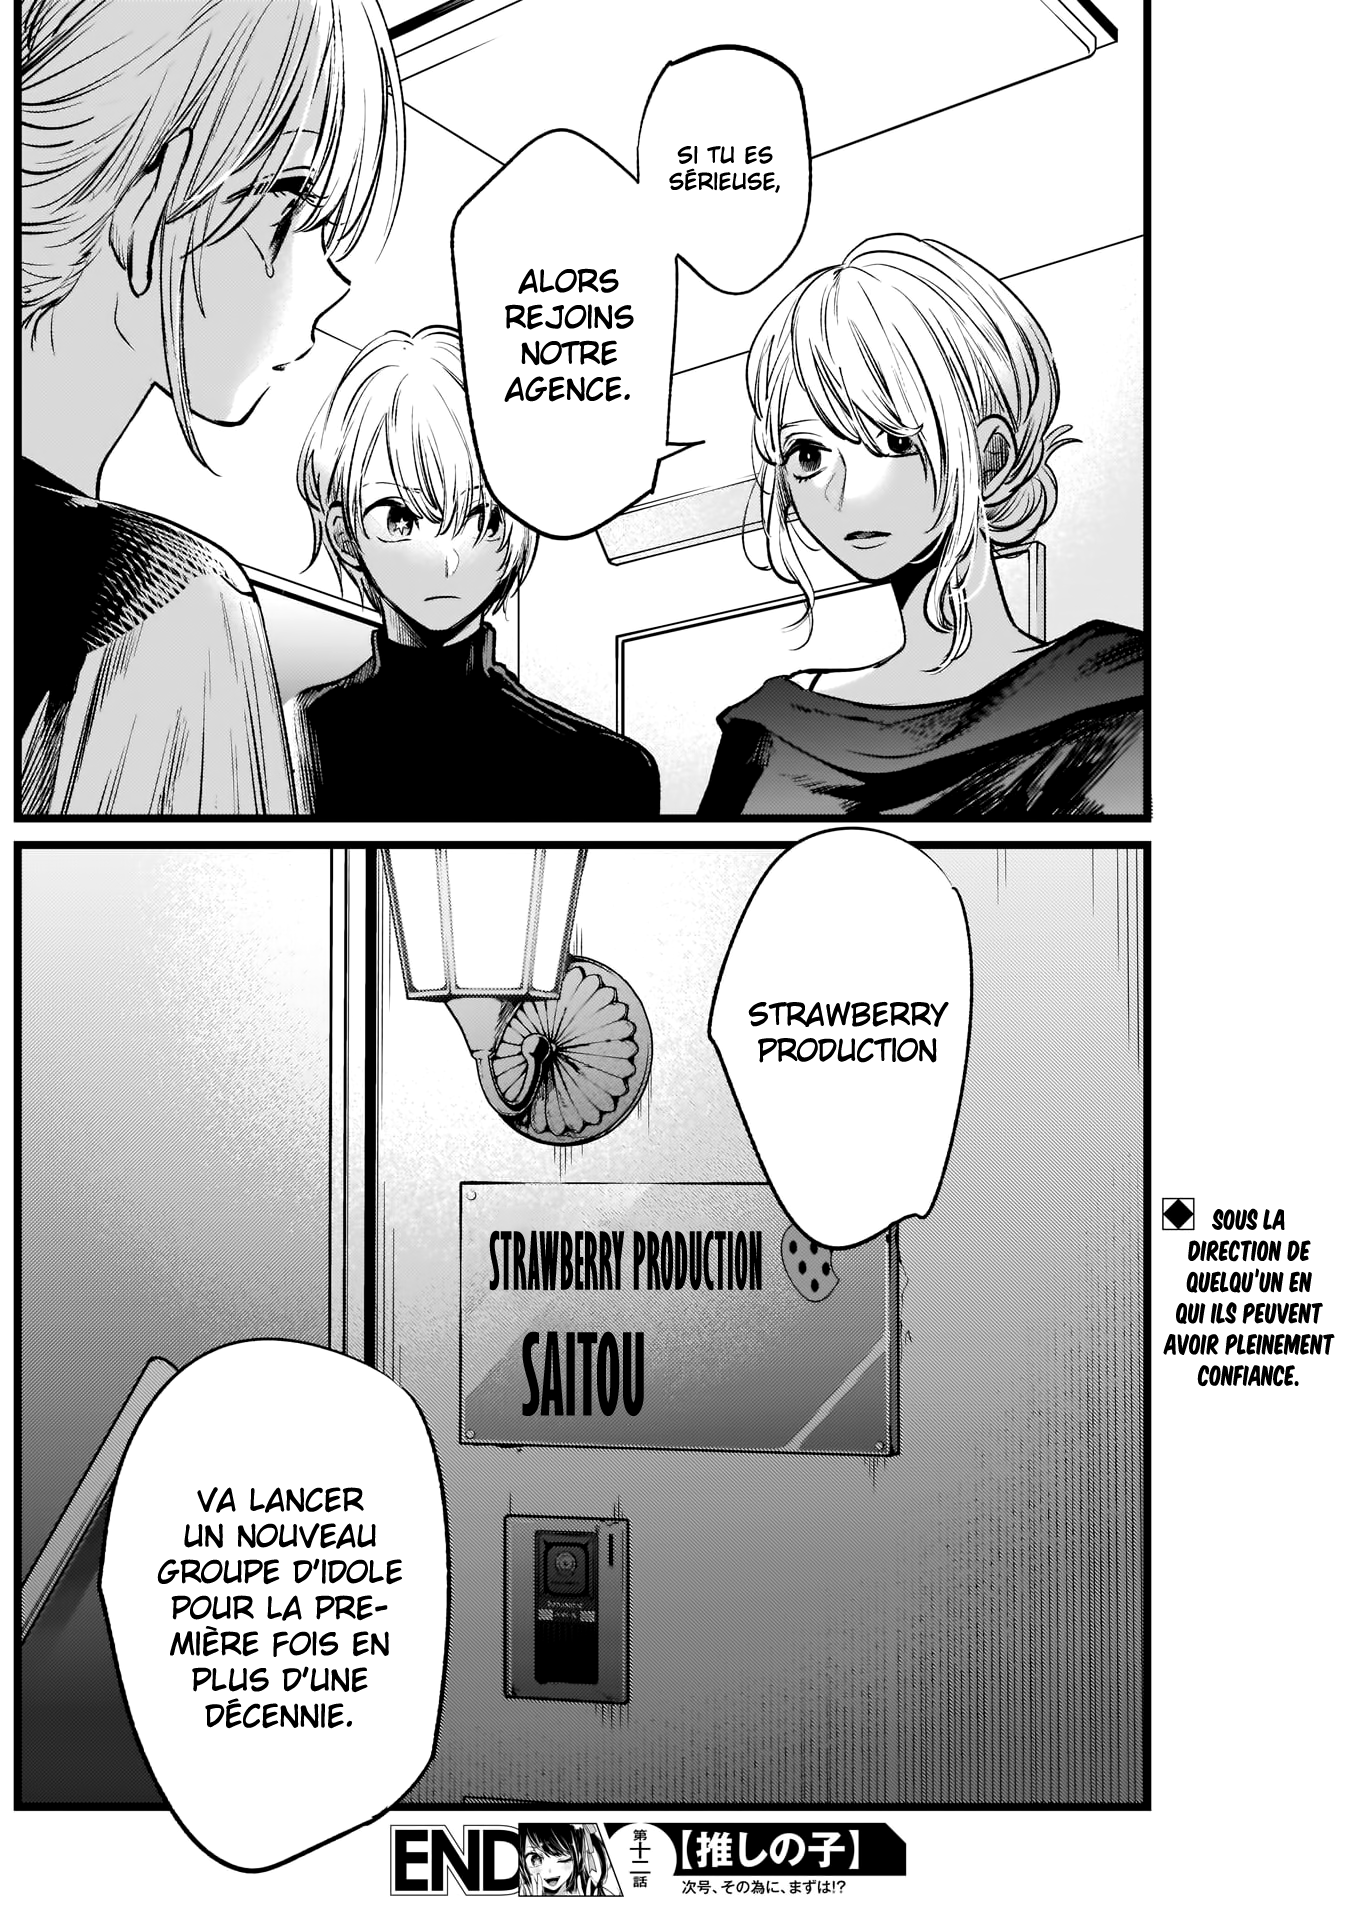 SI TU ES
SÉRIEUSE,
ALORS
REJOINS
NOTRE
AGENCE.
STRAWBERRY
PRODUCTION
STRAWBERRY PRODUCTION
SAITOU
VA LANCER
UN NOUVEAU
GROUPE D'IDOLE
POUR LA PRE-
MIÈRE FOIS EN
PLUS D'UNE
DÉCENNIE.
SOUS LA
DIRECTION DE
QUELQU'UN EN
QUI ILS PEUVENT
AVOIR PLEINEMENT
CONFIANCE.
END
第十二話
【推しの子】
次号、その為に、まずは!?